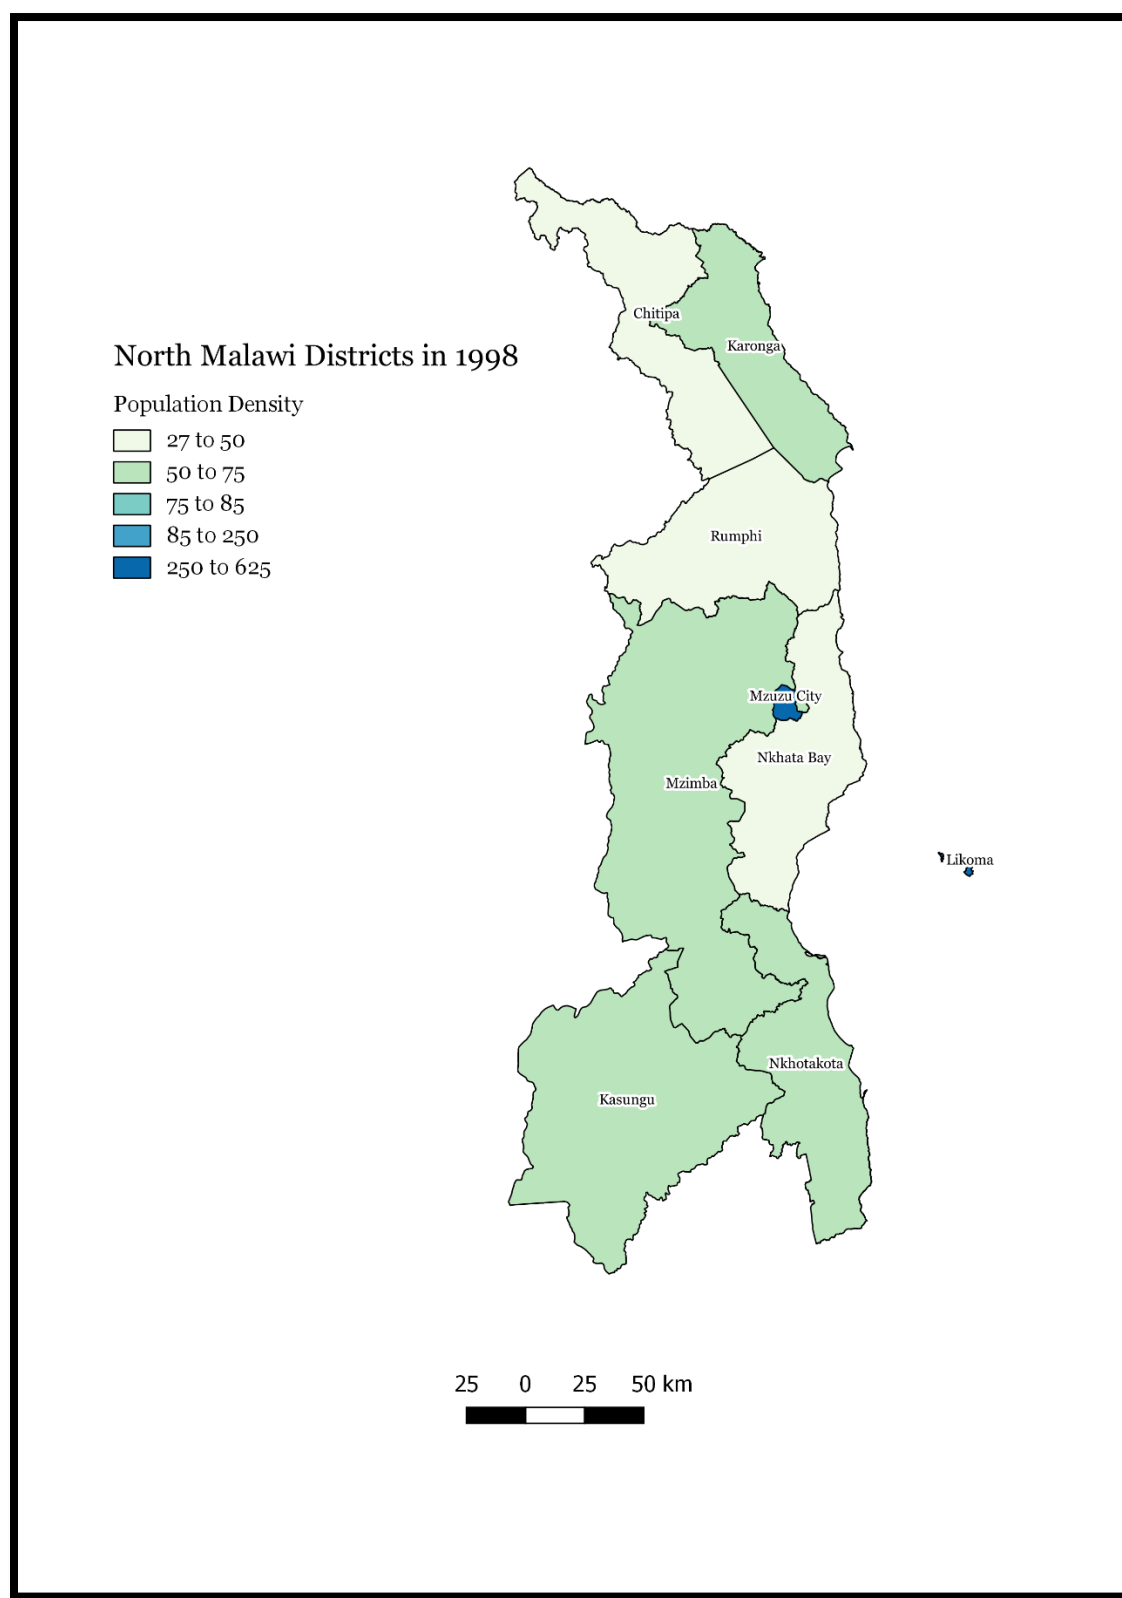 Chitipa
Karonga
North Malawi Districts in 1998
Population Density
27 to 50
50 to 75
75 to 85
85 to 250
250 to 625
Rumphi
Mzuzu City
Nkhata Bay
Mzimba
Likoma
Nkhotakota
Kasungu
25 0 25 50 km